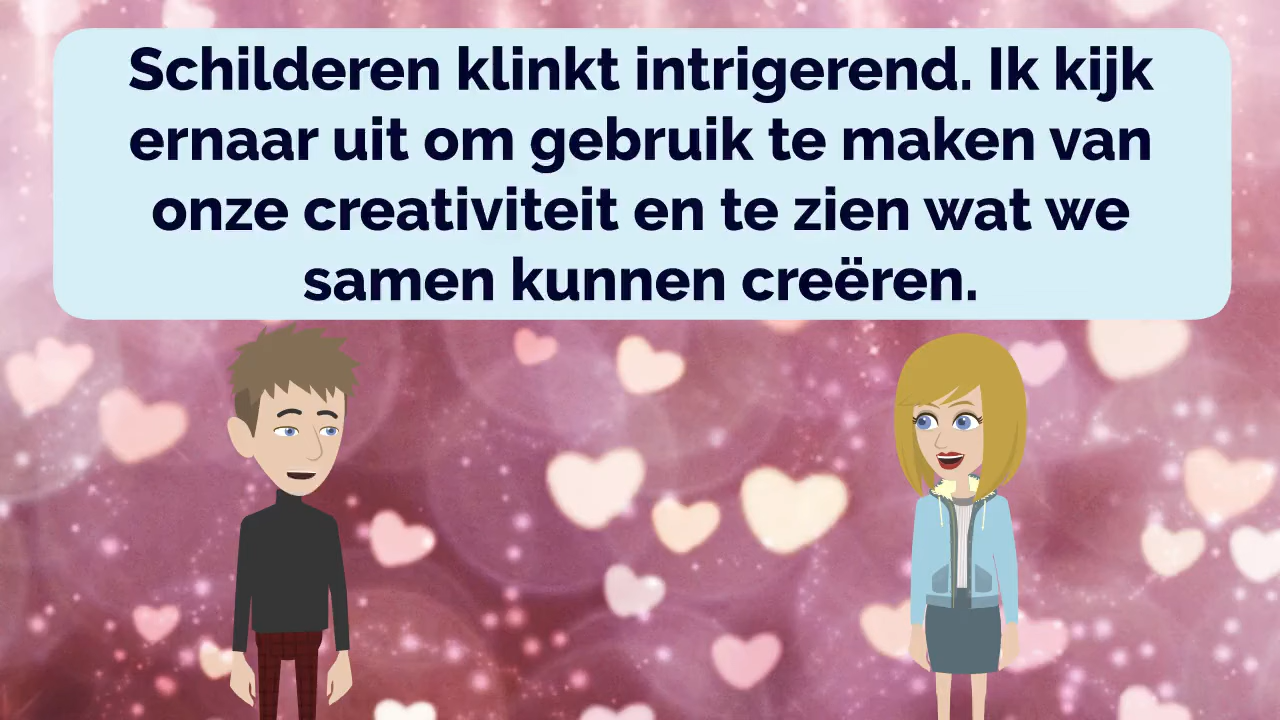 Schilderen klinkt intrigerend. Ik kijk
ernaar uit om gebruik te maken van
onze creativiteit en te zien wat we
samen kunnen creëren.